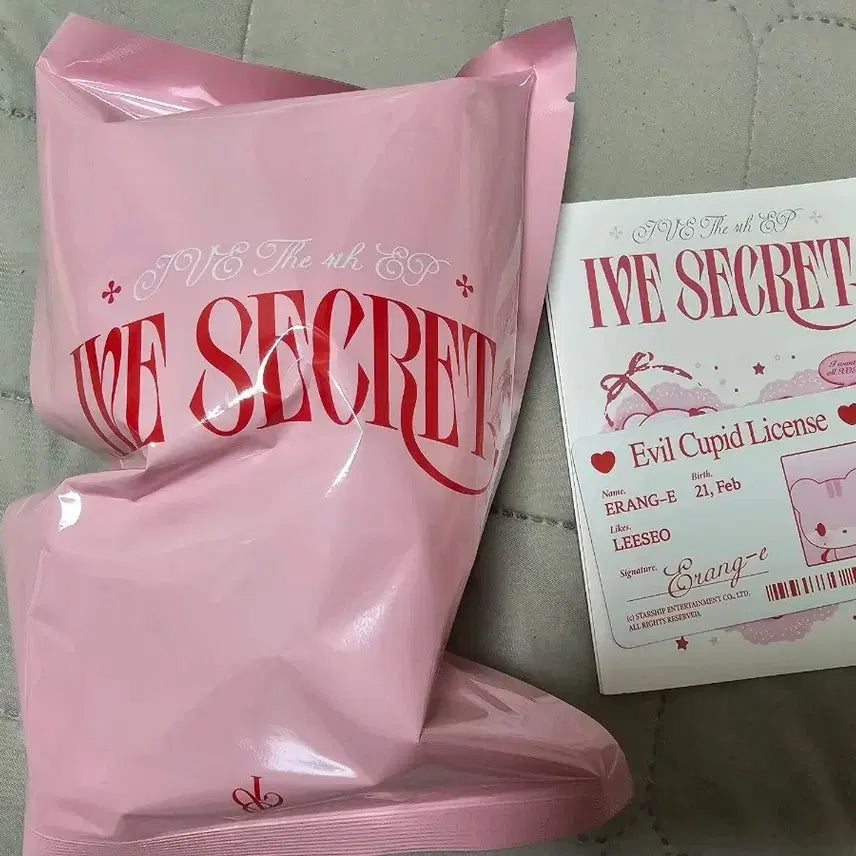 IVE The 4th EP
IVE SECRET
IVE The 4th EP
IVE SECRET
I want
Evil Cupid License
Name.
ERANG-E
Birth.
21, Feb
Likes.
LEESEO
Signature.
Erang-e
(c) STARSHIP ENTERTAINMENT CO., LTD.
ALL RIGHTS RESERVED.